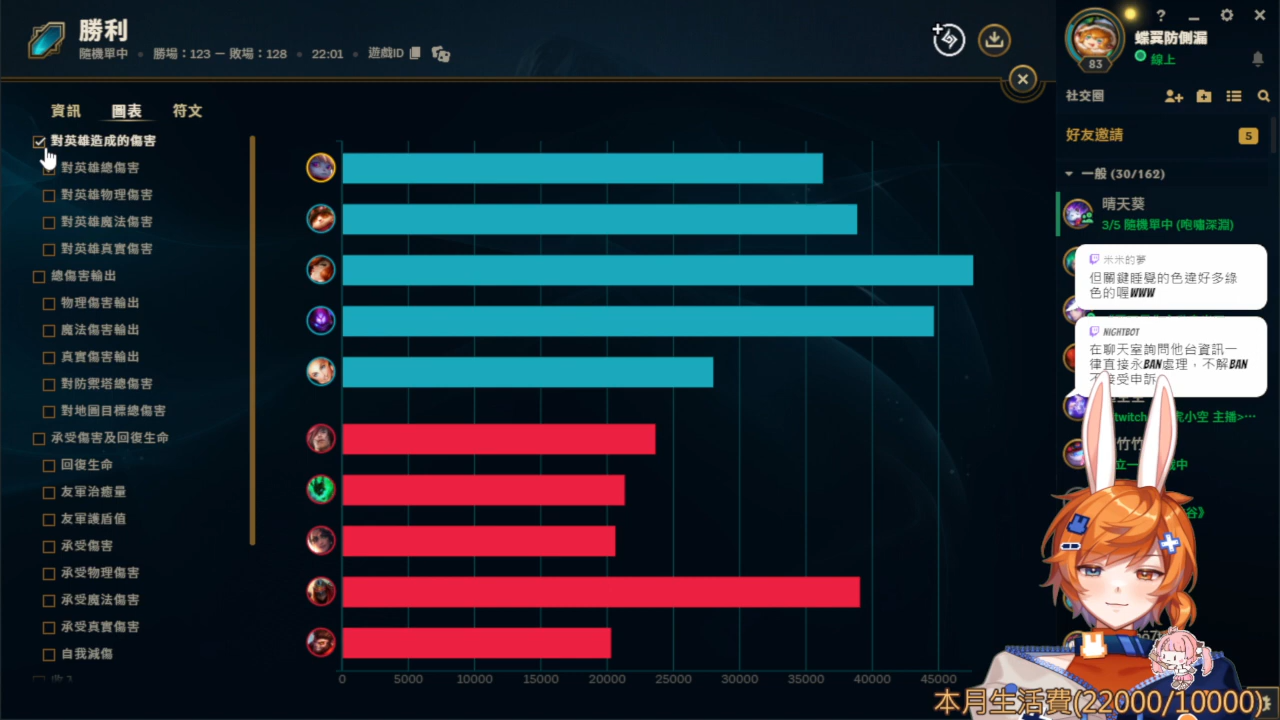 勝利
隨機單中 勝場：123 － 敗場：128 22:01 遊戲ID
資訊 圖表 符文
對英雄造成的傷害
對英雄總傷害
對英雄物理傷害
對英雄魔法傷害
對英雄真實傷害
總傷害輸出
物理傷害輸出
魔法傷害輸出
真實傷害輸出
對防禦塔總傷害
對地圖目標總傷害
承受傷害及回復生命
回復生命
友軍治癒量
友軍護盾值
承受傷害
承受物理傷害
承受魔法傷害
承受真實傷害
自我減傷
0 5000 10000 15000 20000 25000 30000 35000 40000 45000
83
蝶翼防側漏
線上
社交圈
好友邀請 5
一般 (30/162)
晴天葵
3/5 隨機單中 (咆嘯深淵)
米米的夢
但關鍵睡覺的色違好多綠
色的喔WWW
NIGHTBOT
在聊天室詢問他台資訊一
律直接永BAN處理，不解BAN
不接受申訴
本月生活費(22000/10000)